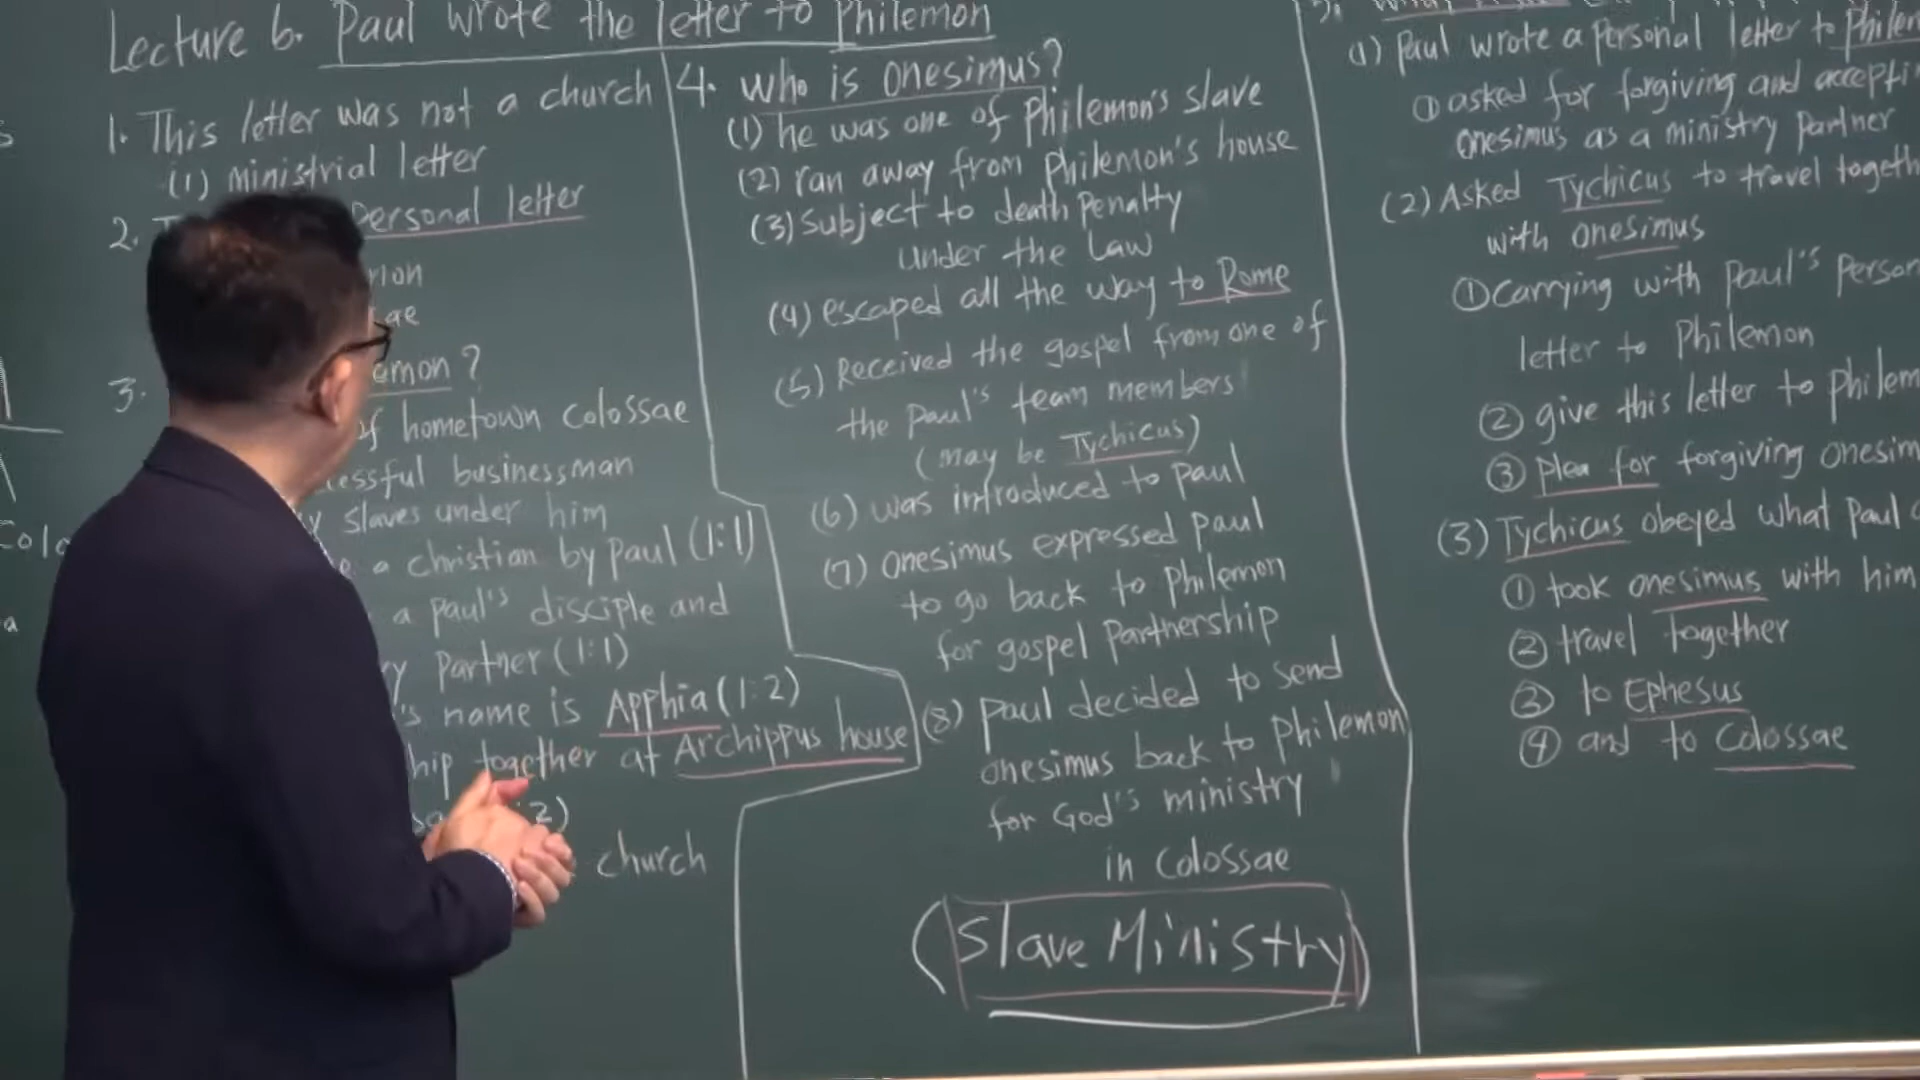 Lecture 6. Paul wrote the letter to Philemon
1. This letter was not a church
(1) ministrial letter
2. personal letter
3. ?
of hometown colossae
businessman
slaves under him
a christian by paul (1:1)
a paul's disciple and
partner (1:1)
name is Apphia (1:2)
together at Archippus house
church
4. who is onesimus?
(1) he was one of philemon's slave
(2) ran away from philemon's house
(3) subject to death penalty
under the law
(4) escaped all the way to Rome
(5) Received the gospel from one of
the paul's team members
(may be Tychicus)
(6) was introduced to paul
(7) onesimus expressed paul
to go back to philemon
for gospel partnership
(8) paul decided to send
onesimus back to philemon
for God's ministry
in colossae
(Slave Ministry)
(1) paul wrote a personal letter to
① asked for forgiving and
onesimus as a ministry partner
(2) Asked Tychicus to travel
with onesimus
① carrying with paul's
letter to philemon
② give this letter to
③ plea for forgiving
(3) Tychicus obeyed what paul
① took onesimus with him
② travel together
③ to Ephesus
④ and to colossae